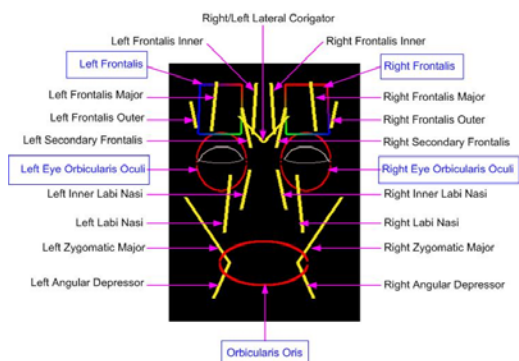 Right/Left Lateral Corigator
Left Frontalis Inner
Right Frontalis Inner
Left Frontalis
Right Frontalis
Left Frontalis Major
Right Frontalis Major
Left Frontalis Outer
Right Frontalis Outer
Left Secondary Frontalis
Right Secondary Frontalis
Left Eye Orbicularis Oculi
Right Eye Orbicularis Oculi
Left Inner Labi Nasi
Right Inner Labi Nasi
Left Labi Nasi
Right Labi Nasi
Left Zygomatic Major
Right Zygomatic Major
Left Angular Depressor
Right Angular Depressor
Orbicularis Oris